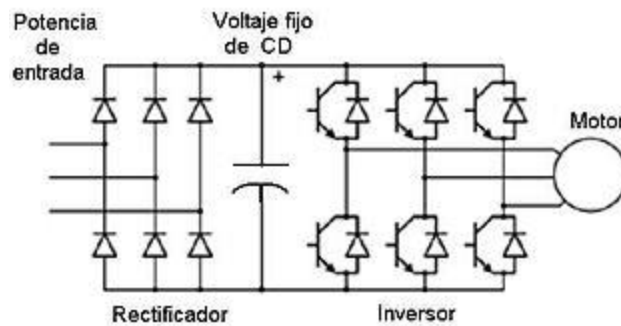 Potencia
de
entrada
Voltaje fijo
de CD
+
Motor
Rectificador
Inversor